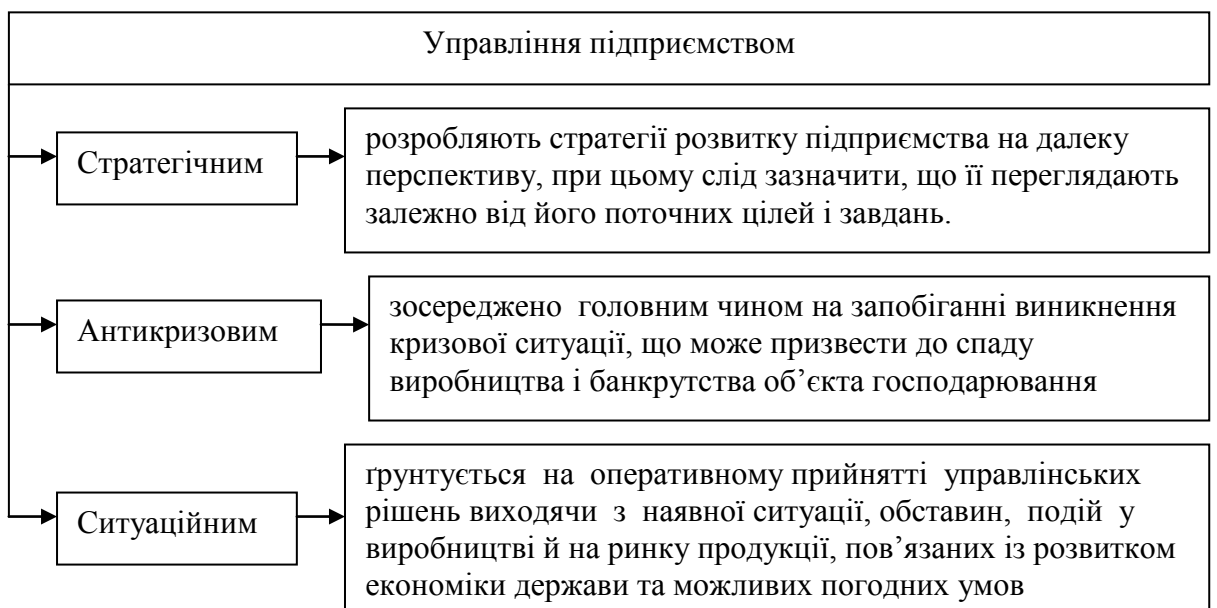 Управління підприємством
Стратегічним
розробляють стратегії розвитку підприємства на далеку
перспективу, при цьому слід зазначити, що її переглядають
залежно від його поточних цілей і завдань.
Антикризовим
зосереджено головним чином на запобіганні виникнення
кризової ситуації, що може призвести до спаду
виробництва і банкрутства об’єкта господарювання
Ситуаційним
ґрунтується на оперативному прийнятті управлінських
рішень виходячи з наявної ситуації, обставин, подій у
виробництві й на ринку продукції, пов’язаних із розвитком
економіки держави та можливих погодних умов